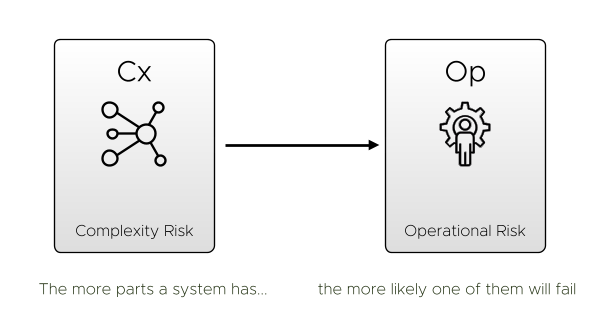 Cx
Op
Complexity Risk
Operational Risk
The more parts a system has...
the more likely one of them will fail